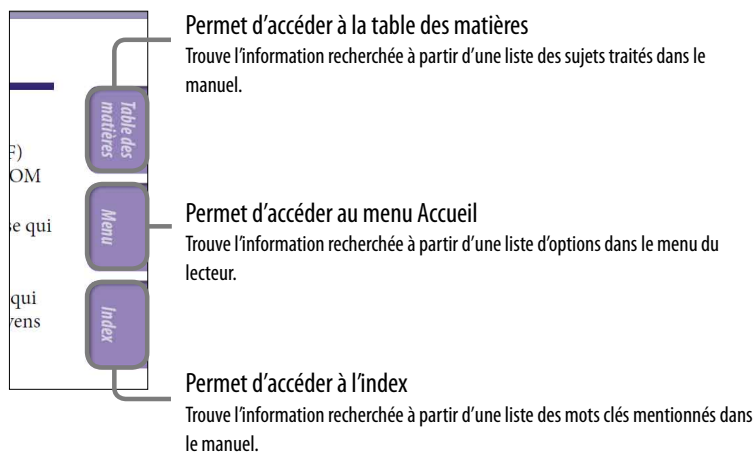 Permet d'accéder à la table des matières
Trouve l'information recherchée à partir d'une liste des sujets traités dans le
manuel.
Table des
matières
F)
OM
se qui
Menu
Permet d'accéder au menu Accueil
Trouve l'information recherchée à partir d'une liste d'options dans le menu du
lecteur.
qui
vens
Index
Permet d'accéder à l'index
Trouve l'information recherchée à partir d'une liste des mots clés mentionnés dans
le manuel.